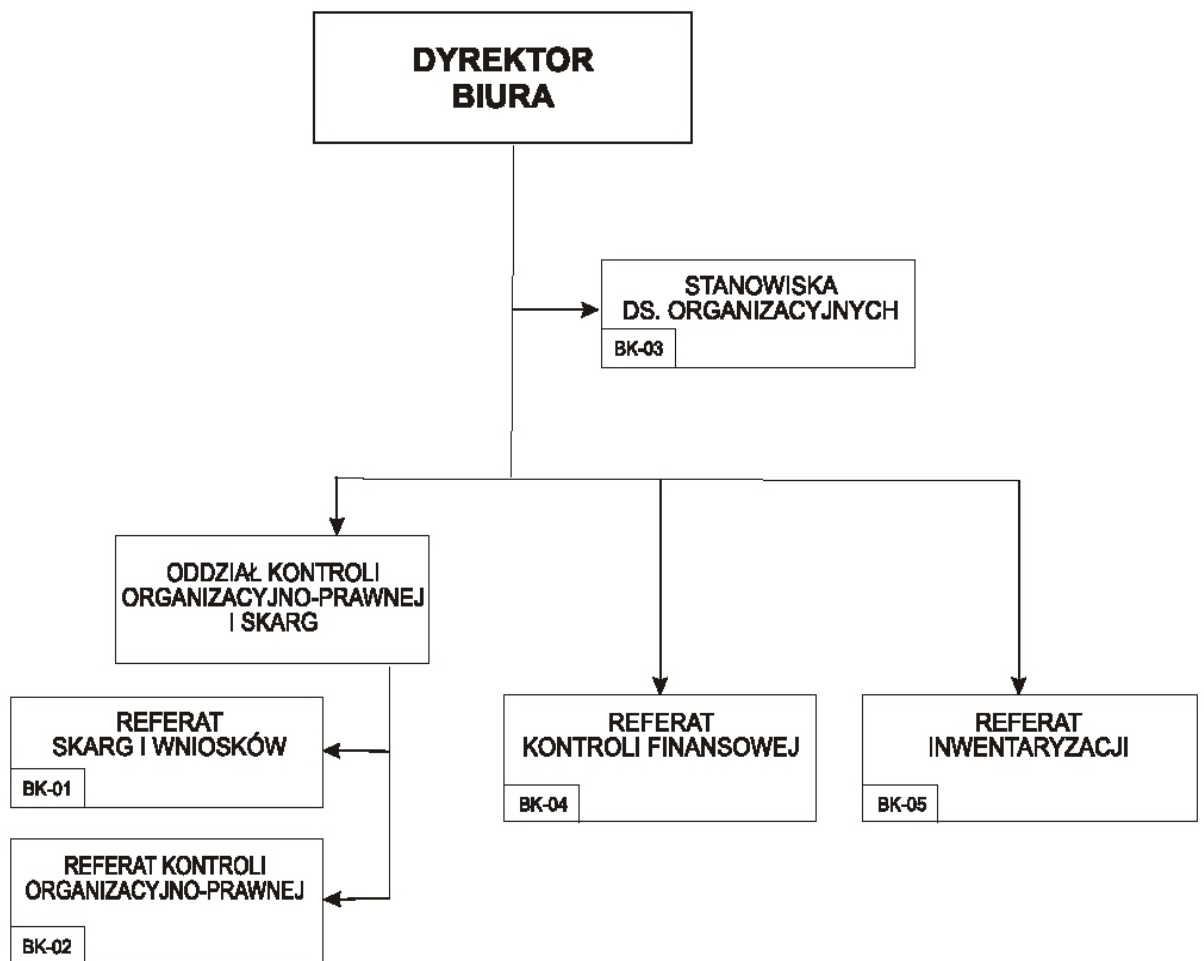 DYREKTOR
BIURA
STANOWISKA
DS. ORGANIZACYJNYCH
BK-03
ODDZIAŁ KONTROLI
ORGANIZACYJNO-PRAWNEJ
I SKARG
REFERAT
SKARG I WNIOSKÓW
BK-01
REFERAT KONTROLI
ORGANIZACYJNO-PRAWNEJ
BK-02
REFERAT
KONTROLI FINANSOWEJ
BK-04
REFERAT
INWENTARYZACJI
BK-05